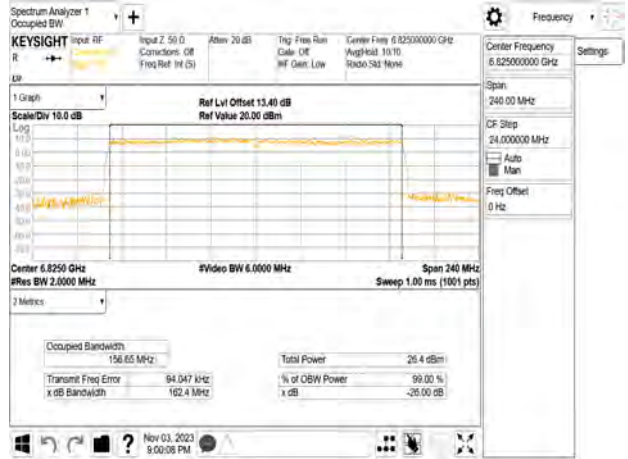 Spectrum Analyzer 1
Occupied BW
+
Frequency
KEYSIGHT
Input: RF
Input Z: 50 Ω
Corrections: Off
Freq Ref: Int (S)
Atten: 20 dB
Trig: Free Run
Gate: Off
#IF Gain: Low
Center Freq: 6.825000000 GHz
Avg|Hold: 10/10
Radio Std: None
R
Center Frequency
6.825000000 GHz
Settings
Span
240.00 MHz
CF Step
24.000000 MHz
Auto
Man
Freq Offset
0 Hz
1 Graph
Scale/Div 10.0 dB
Ref Lvl Offset 13.40 dB
Ref Value 20.00 dBm
Log
Center 6.8250 GHz
#Res BW 2.0000 MHz
#Video BW 6.0000 MHz
Span 240 MHz
Sweep 1.00 ms (1001 pts)
2 Metrics
Occupied Bandwidth
156.65 MHz
Total Power 26.4 dBm
Transmit Freq Error 94.047 kHz
% of OBW Power 99.00 %
x dB Bandwidth 162.4 MHz
x dB -26.00 dB
?
Nov 03, 2023
9:00:08 PM